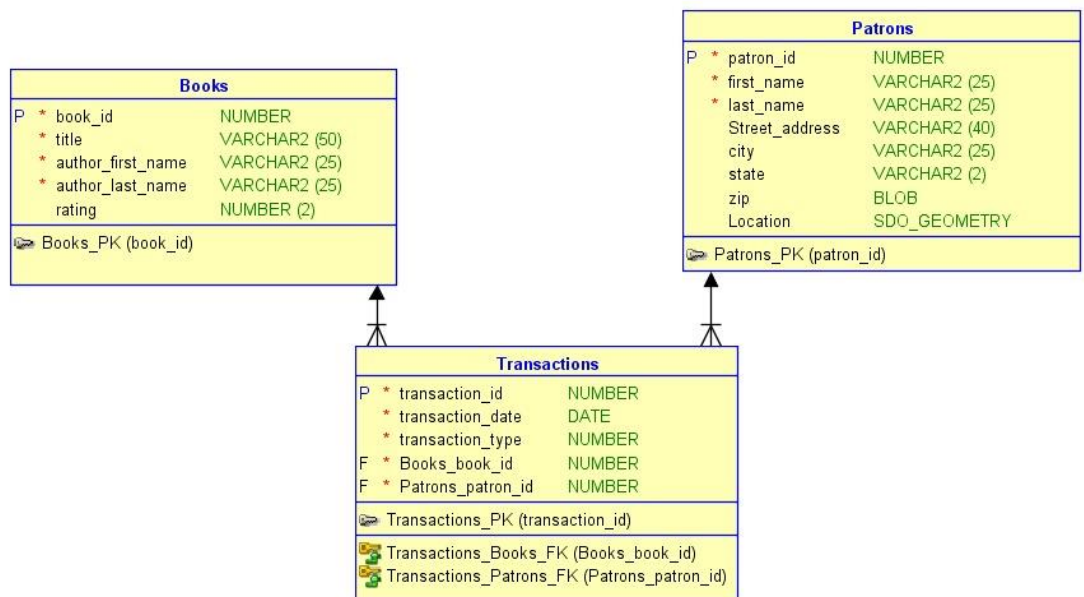 Books
P * book_id NUMBER
* title VARCHAR2 (50)
* author_first_name VARCHAR2 (25)
* author_last_name VARCHAR2 (25)
rating NUMBER (2)
Books_PK (book_id)
Patrons
P * patron_id NUMBER
* first_name VARCHAR2 (25)
* last_name VARCHAR2 (25)
Street_address VARCHAR2 (40)
city VARCHAR2 (25)
state VARCHAR2 (2)
zip BLOB
Location SDO_GEOMETRY
Patrons_PK (patron_id)
Transactions
P * transaction_id NUMBER
* transaction_date DATE
* transaction_type NUMBER
F * Books_book_id NUMBER
F * Patrons_patron_id NUMBER
Transactions_PK (transaction_id)
Transactions_Books_FK (Books_book_id)
Transactions_Patrons_FK (Patrons_patron_id)